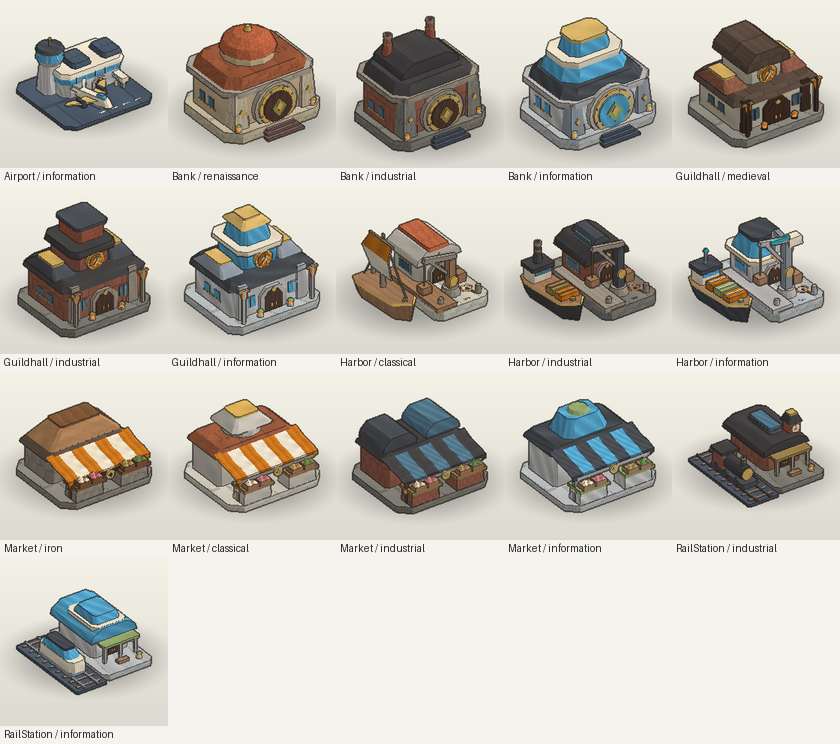 Airport / information
Bank / renaissance
Bank / industrial
Bank / information
Guildhall / medieval
Guildhall / industrial
Guildhall / information
Harbor / classical
Harbor / industrial
Harbor / information
Market / iron
Market / classical
Market / industrial
Market / information
RailStation / industrial
RailStation / information